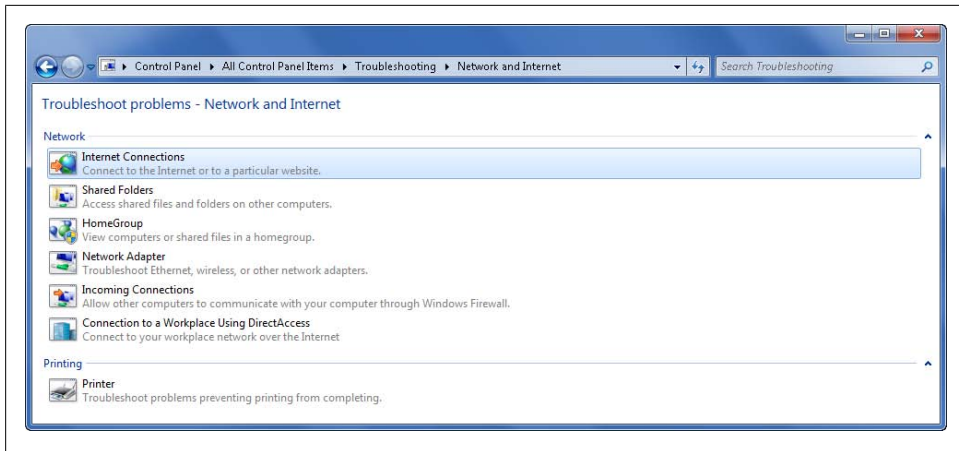 Control Panel All Control Panel Items Troubleshooting Network and Internet Search Troubleshooting
Troubleshoot problems - Network and Internet
Network
Internet Connections
Connect to the Internet or to a particular website.
Shared Folders
Access shared files and folders on other computers.
HomeGroup
View computers or shared files in a homegroup.
Network Adapter
Troubleshoot Ethernet, wireless, or other network adapters.
Incoming Connections
Allow other computers to communicate with your computer through Windows Firewall.
Connection to a Workplace Using DirectAccess
Connect to your workplace network over the Internet
Printing
Printer
Troubleshoot problems preventing printing from completing.